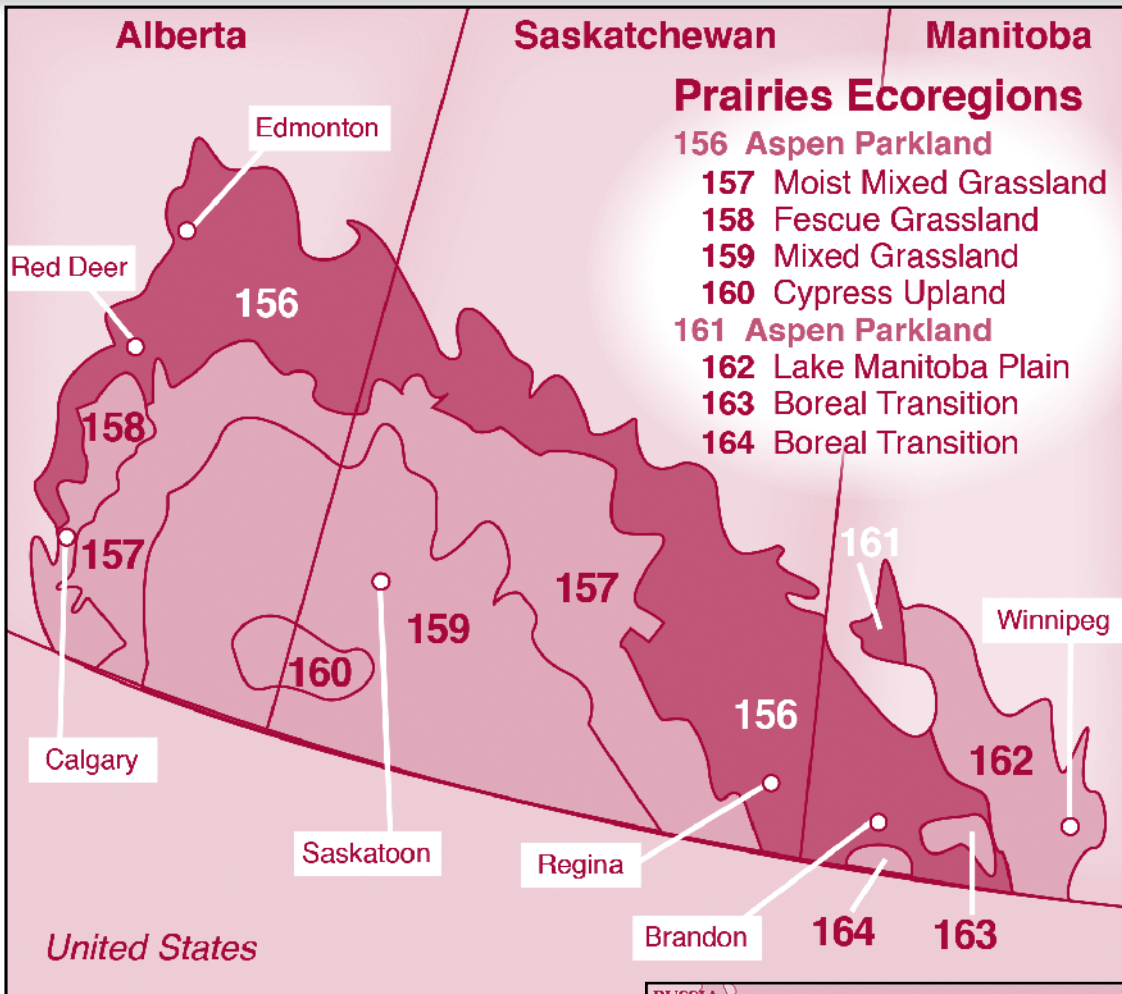 Alberta
Saskatchewan
Manitoba
Prairies Ecoregions
156 Aspen Parkland
157 Moist Mixed Grassland
158 Fescue Grassland
159 Mixed Grassland
160 Cypress Upland
161 Aspen Parkland
162 Lake Manitoba Plain
163 Boreal Transition
164 Boreal Transition
Edmonton
Red Deer
156
158
157
161
157
159
Winnipeg
160
156
162
Calgary
Saskatoon
Regina
Brandon
164
163
United States
RUSSIA